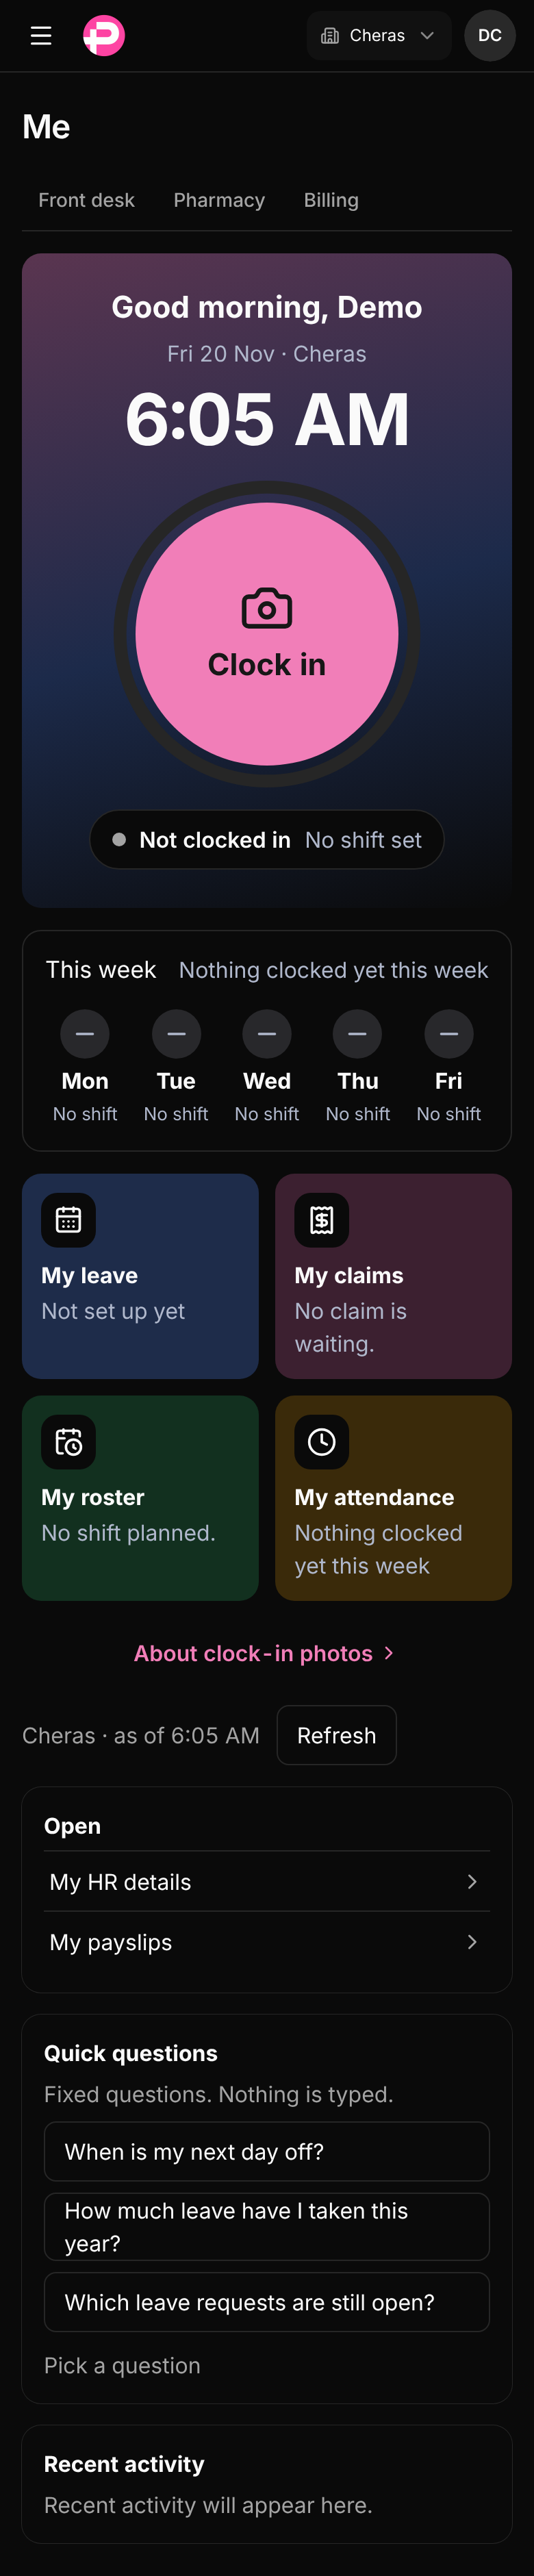 Cheras
DC
Me
Front desk
Pharmacy
Billing
Good morning, Demo
Fri 20 Nov · Cheras
6:05 AM
Clock in
Not clocked in No shift set
This week Nothing clocked yet this week
Mon Tue Wed Thu Fri
No shift No shift No shift No shift No shift
My leave
Not set up yet
My claims
No claim is
waiting.
My roster
No shift planned.
My attendance
Nothing clocked
yet this week
About clock-in photos
Cheras · as of 6:05 AM
Refresh
Open
My HR details
My payslips
Quick questions
Fixed questions. Nothing is typed.
When is my next day off?
How much leave have I taken this
year?
Which leave requests are still open?
Pick a question
Recent activity
Recent activity will appear here.